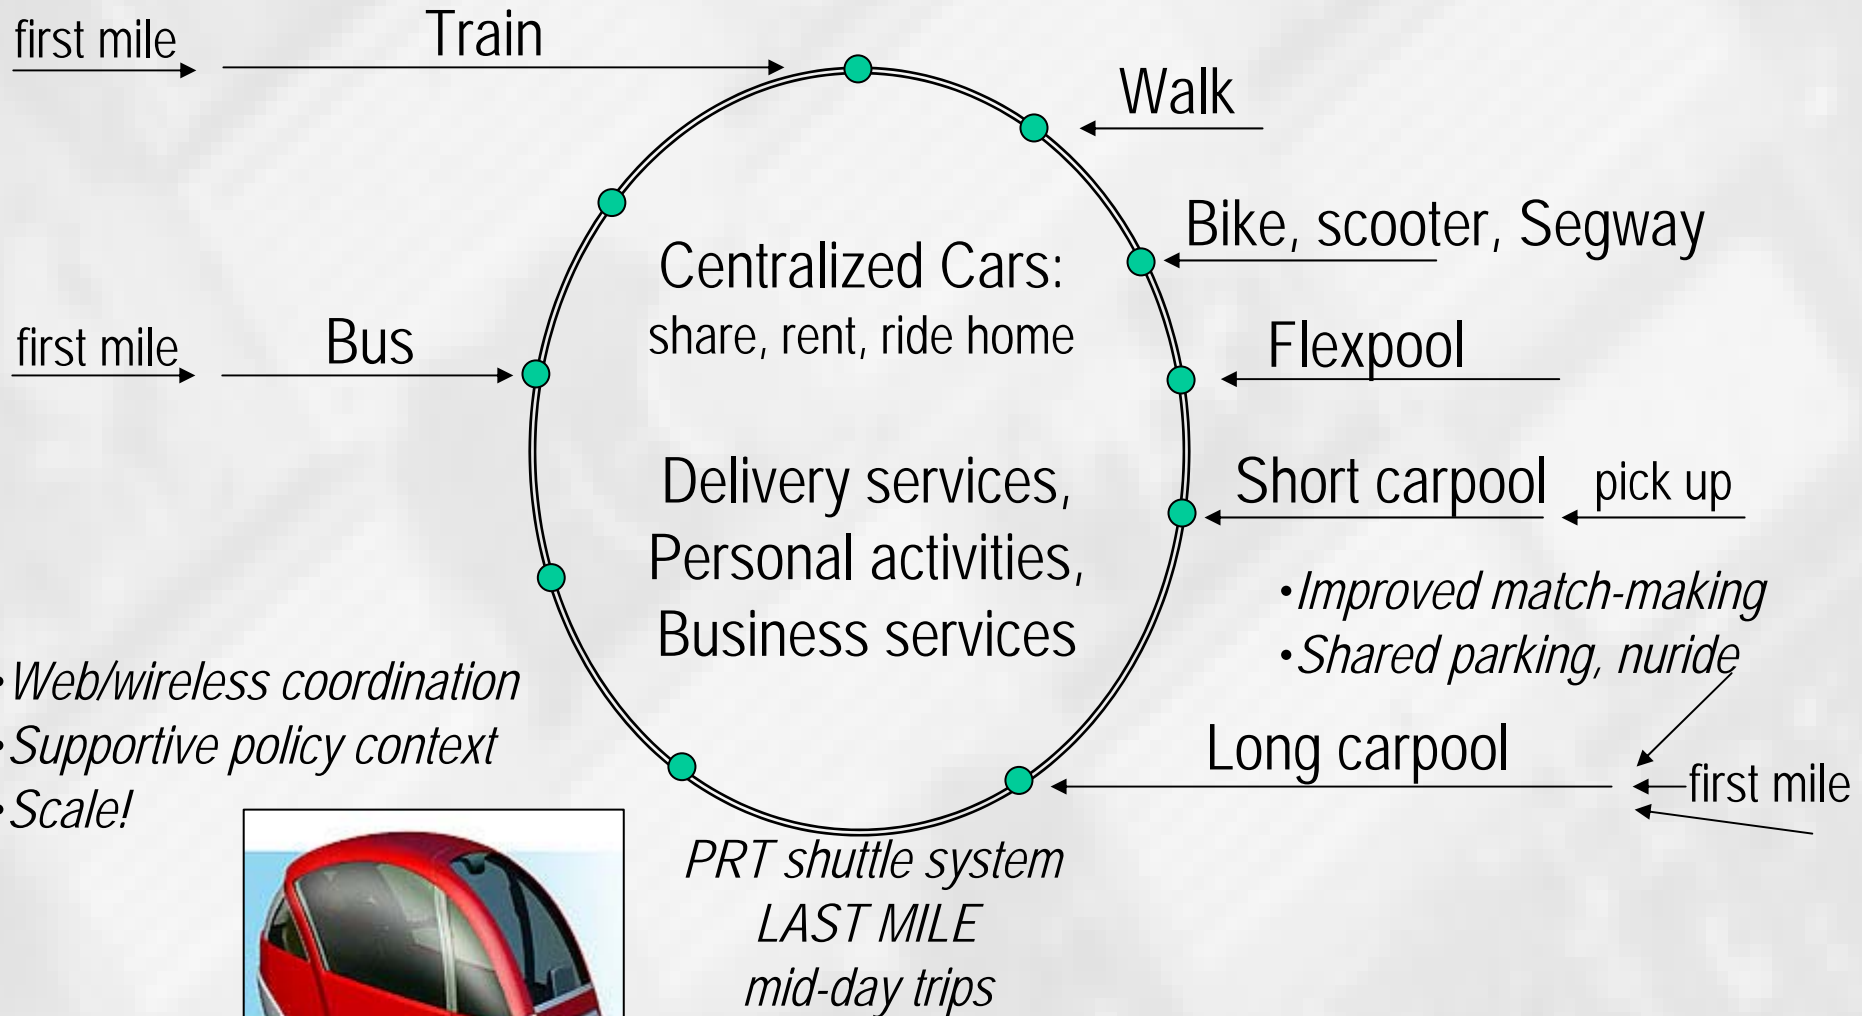 first mile
Train
Walk
Bike, scooter, Segway
Centralized Cars:
share, rent, ride home
first mile
Bus
Flexpool
Delivery services,
Personal activities,
Business services
Short carpool
pick up
•Improved match-making
•Shared parking, nuride
•Web/wireless coordination
•Supportive policy context
•Scale!
Long carpool
first mile
PRT shuttle system
LAST MILE
mid-day trips